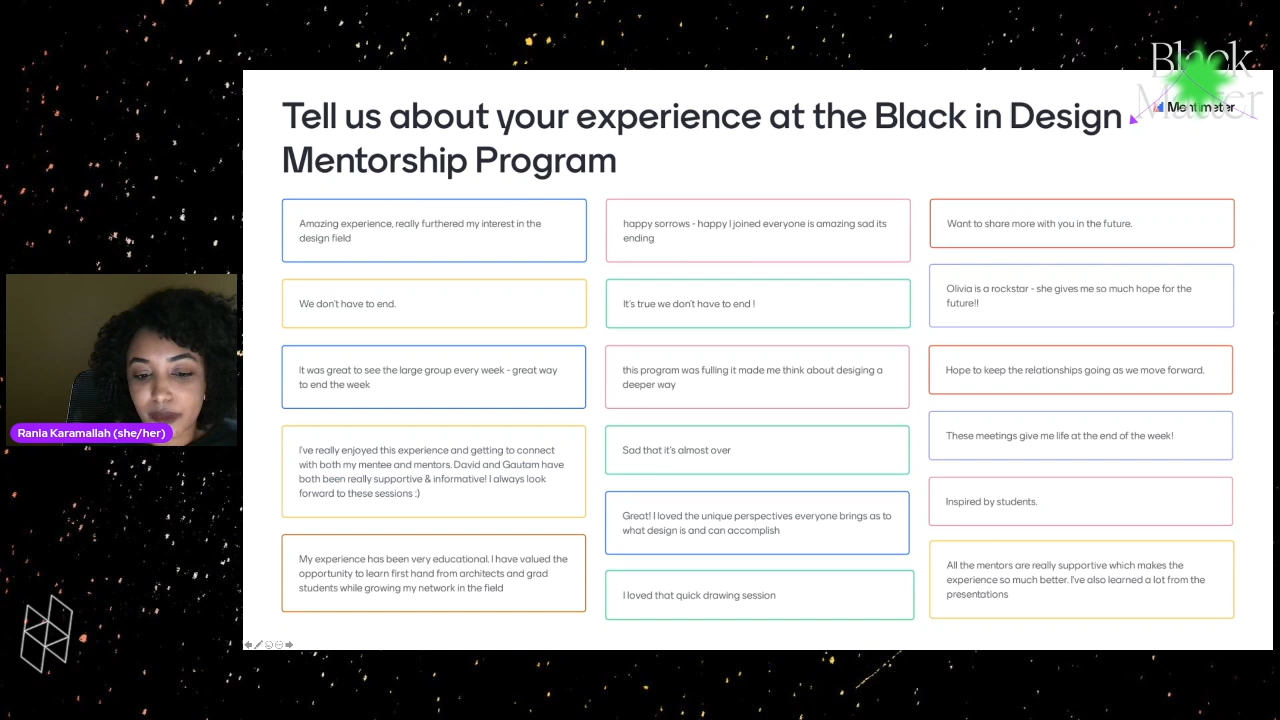 Black
Matter
Mentimeter
Tell us about your experience at the Black in Design
Mentorship Program
Amazing experience, really furthered my interest in the
design field
We don't have to end.
It was great to see the large group every week - great way
to end the week
I've really enjoyed this experience and getting to connect
with both my mentee and mentors. David and Gautam have
both been really supportive & informative! I always look
forward to these sessions :)
My experience has been very educational. I have valued the
opportunity to learn first hand from architects and grad
students while growing my network in the field
happy sorrows - happy I joined everyone is amazing sad its
ending
It's true we don't have to end !
this program was fulling it made me think about desiging a
deeper way
Sad that it's almost over
Great! I loved the unique perspectives everyone brings as to
what design is and can accomplish
I loved that quick drawing session
Want to share more with you in the future.
Olivia is a rockstar - she gives me so much hope for the
future!!
Hope to keep the relationships going as we move forward.
These meetings give me life at the end of the week!
Inspired by students.
All the mentors are really supportive which makes the
experience so much better. I've also learned a lot from the
presentations
Rania Karamallah (she/her)